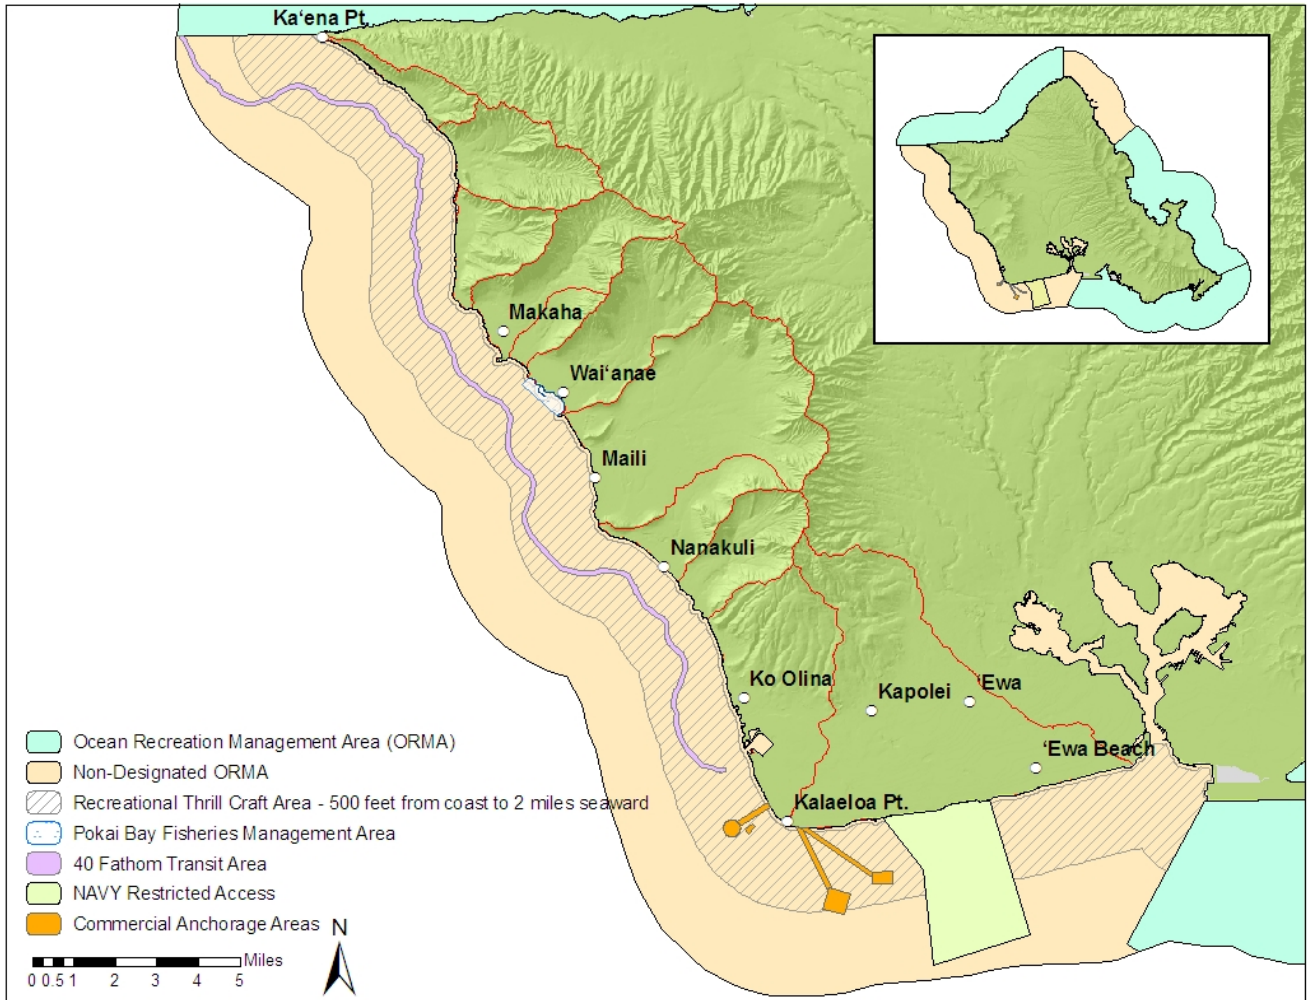 Ka‘ena Pt.
Makaha
Wai‘anae
Maili
Nanakuli
Ko Olina
Kapolei
‘Ewa
‘Ewa Beach
Kalaeloa Pt.
Ocean Recreation Management Area (ORMA)
Non-Designated ORMA
Recreational Thrill Craft Area - 500 feet from coast to 2 miles seaward
Pokai Bay Fisheries Management Area
40 Fathom Transit Area
NAVY Restricted Access
Commercial Anchorage Areas
N
Miles
0 0.5 1 2 3 4 5